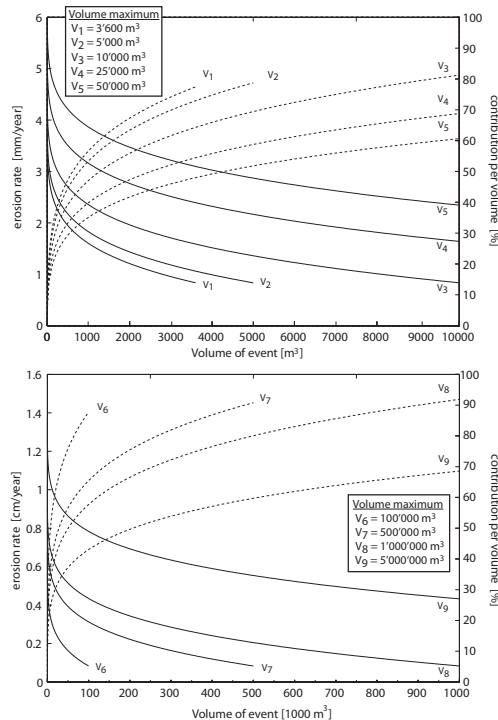 Volume maximum
V1 = 3'600 m³
V2 = 5'000 m³
V3 = 10'000 m³
V4 = 25'000 m³
V5 = 50'000 m³
erosion rate [mm/year]
6
5
4
3
2
1
0
100
90
80
70
60
50
40
30
20
10
0
contribution per volume [%]
V1
V2
V3
V4
V5
V5
V4
V3
V2
V1
0
1000
2000
3000
4000
5000
6000
7000
8000
9000
10000
Volume of event [m³]
erosion rate [cm/year]
1.6
1.4
1.2
1
0.8
0.6
0.4
0.2
0
100
90
80
70
60
50
40
30
20
10
0
contribution per volume [%]
V6
V7
V8
V9
Volume maximum
V6 = 100'000 m³
V7 = 500'000 m³
V8 = 1'000'000 m³
V9 = 5'000'000 m³
V9
V6
V7
V8
0
100
200
300
400
500
600
700
800
900
1000
Volume of event [1000 m³]